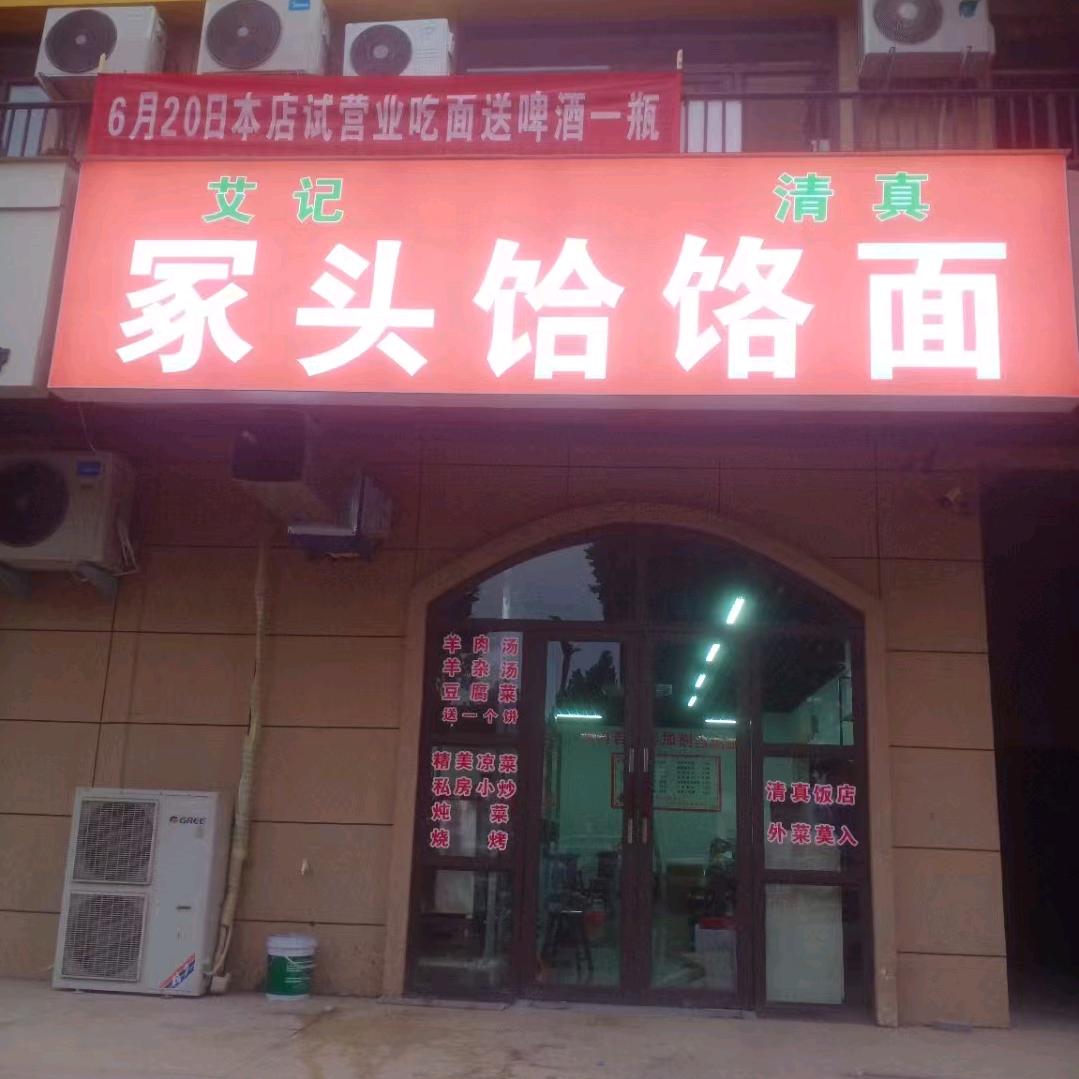 6月20日本店试营业吃面送啤酒一瓶
艾记 清真
冢头饸饹面
羊肉汤
羊杂汤
豆腐菜
送一个饼
精美凉菜
私房小炒
炖菜
烧烤
清真饭店
外菜莫入
GREE